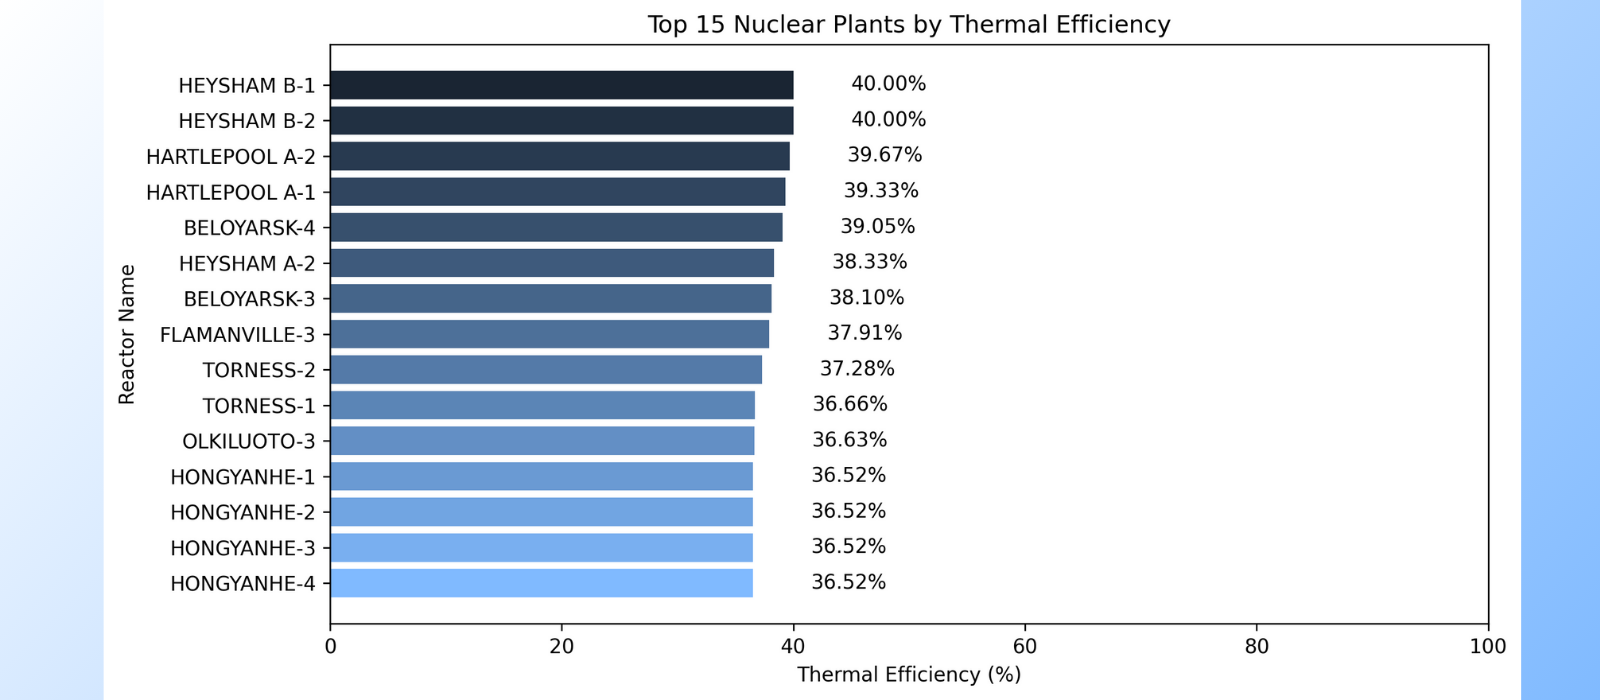 Top 15 Nuclear Plants by Thermal Efficiency
Reactor Name
HEYSHAM B-1 40.00%
HEYSHAM B-2 40.00%
HARTLEPOOL A-2 39.67%
HARTLEPOOL A-1 39.33%
BELOYARSK-4 39.05%
HEYSHAM A-2 38.33%
BELOYARSK-3 38.10%
FLAMANVILLE-3 37.91%
TORNESS-2 37.28%
TORNESS-1 36.66%
OLKILUOTO-3 36.63%
HONGYANHE-1 36.52%
HONGYANHE-2 36.52%
HONGYANHE-3 36.52%
HONGYANHE-4 36.52%
0 20 40 60 80 100
Thermal Efficiency (%)